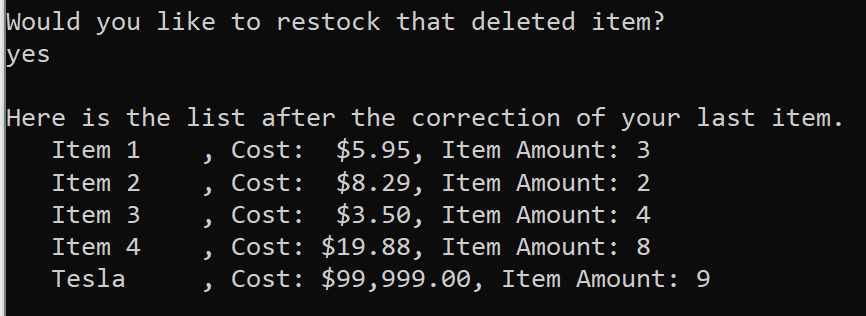 Would you like to restock that deleted item?
yes

Here is the list after the correction of your last item.
   Item 1    , Cost:  $5.95, Item Amount: 3
   Item 2    , Cost:  $8.29, Item Amount: 2
   Item 3    , Cost:  $3.50, Item Amount: 4
   Item 4    , Cost: $19.88, Item Amount: 8
   Tesla     , Cost: $99,999.00, Item Amount: 9